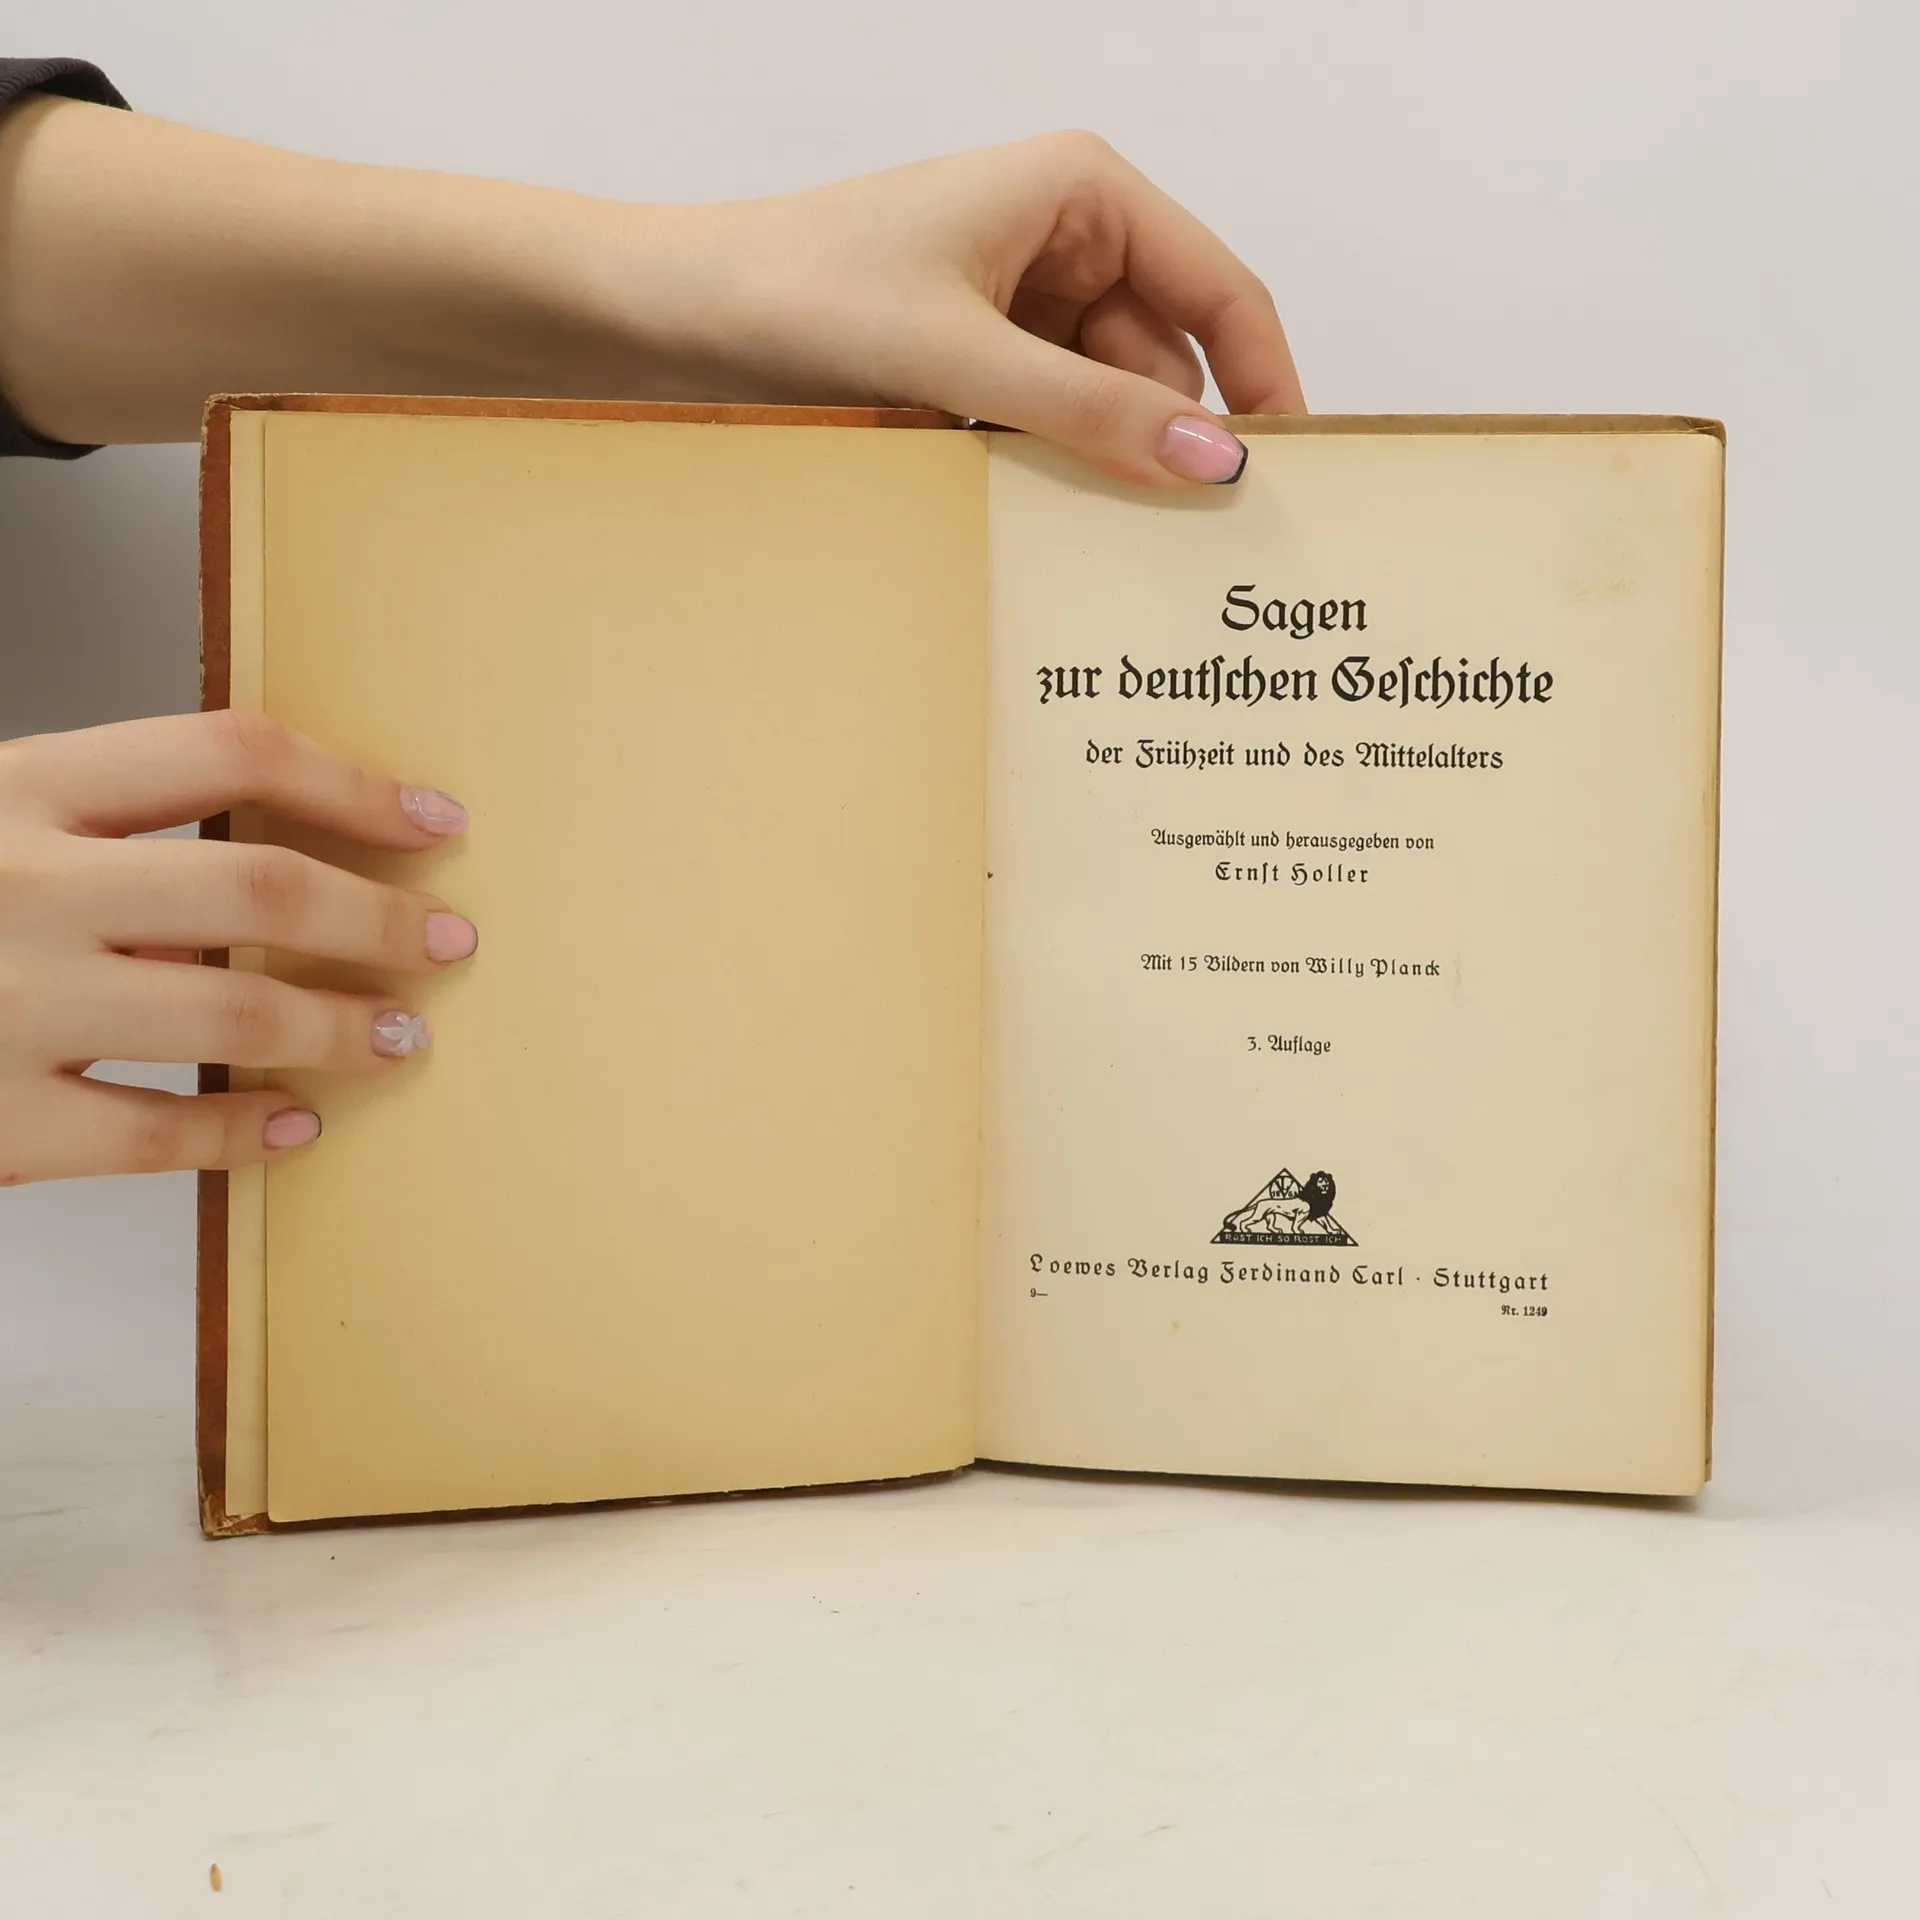 Sagen
zur deutſchen Geſchichte
der Frühzeit und des Mittelalters
Ausgewählt und herausgegeben von
Ernſt Holler
Mit 15 Bildern von Willy Planck
3. Auflage
RAST ICH SO ROST ICH
Loewes Verlag Ferdinand Carl · Stuttgart
9—
Nr. 1249